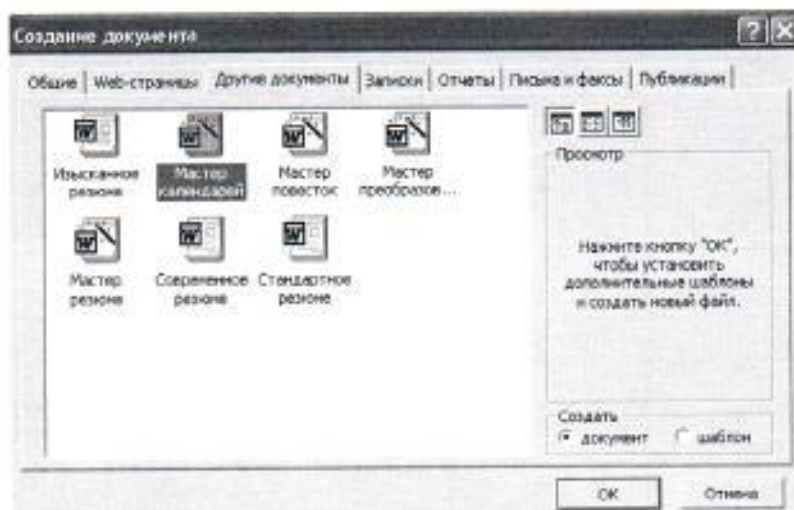 Создание документа
Общие
Web-страницы
Другие документы
Записки
Отчеты
Письма и факсы
Публикации
Изысканное
резюме
Мастер
календарей
Мастер
повесток
Мастер
преобразов...
Мастер
резюме
Современное
резюме
Стандартное
резюме
Просмотр
Нажмите кнопку "ОК",
чтобы установить
дополнительные шаблоны
и создать новый файл.
Создать
документ
шаблон
ОК
Отмена